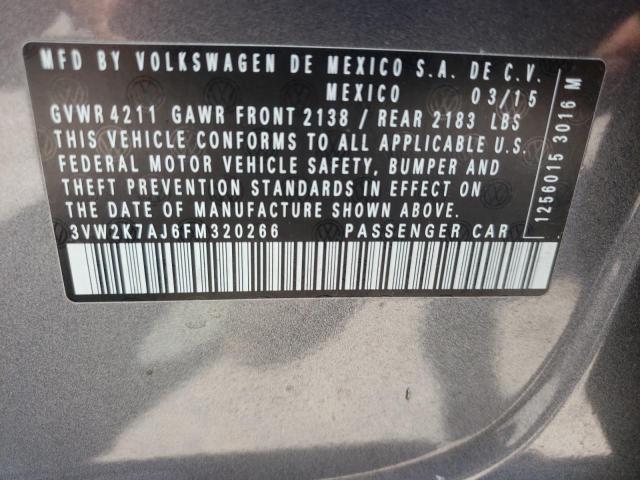 MFD BY VOLKSWAGEN DE MEXICO S.A. DE C.V.
MEXICO 03/15
GVWR 4211 GAWR FRONT 2138 / REAR 2183 LBS
THIS VEHICLE CONFORMS TO ALL APPLICABLE U.S.
FEDERAL MOTOR VEHICLE SAFETY, BUMPER AND
THEFT PREVENTION STANDARDS IN EFFECT ON
THE DATE OF MANUFACTURE SHOWN ABOVE.
3VW2K7AJ6FM320266 PASSENGER CAR
1256015 3016 M